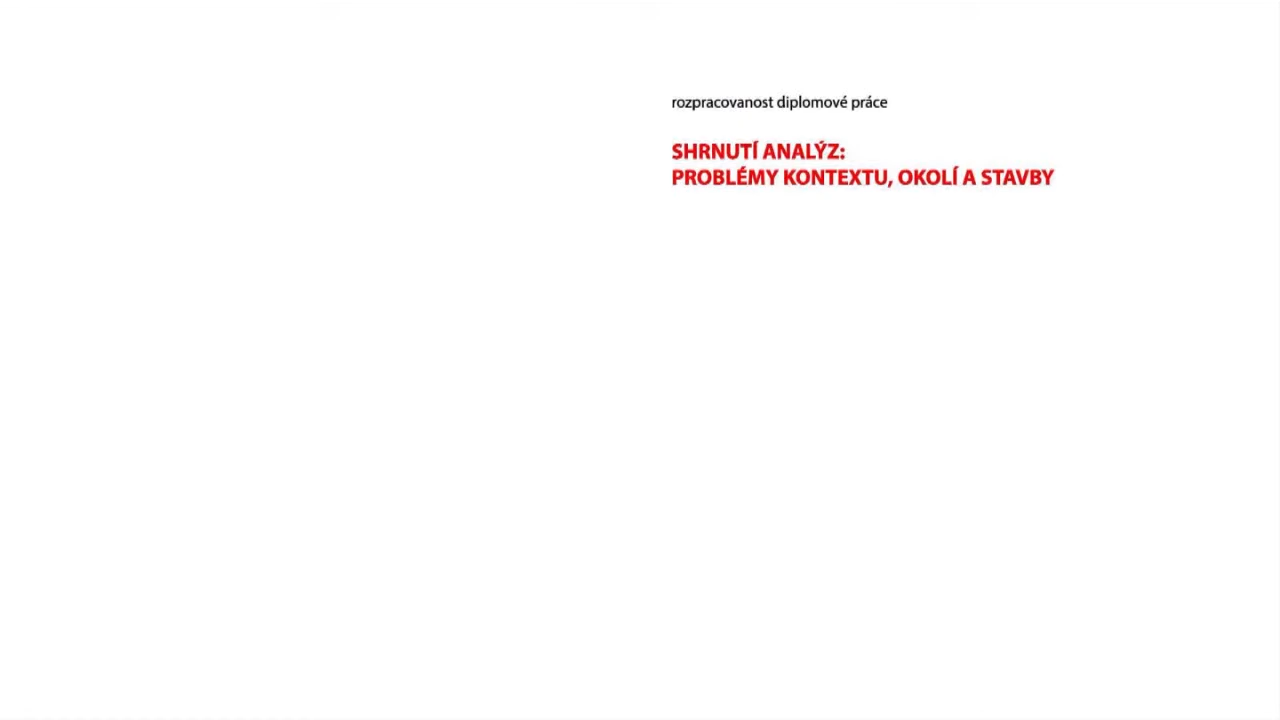 rozpracovanost diplomové práce
SHRNUTÍ ANALÝZ:
PROBLÉMY KONTEXTU, OKOLÍ A STAVBY